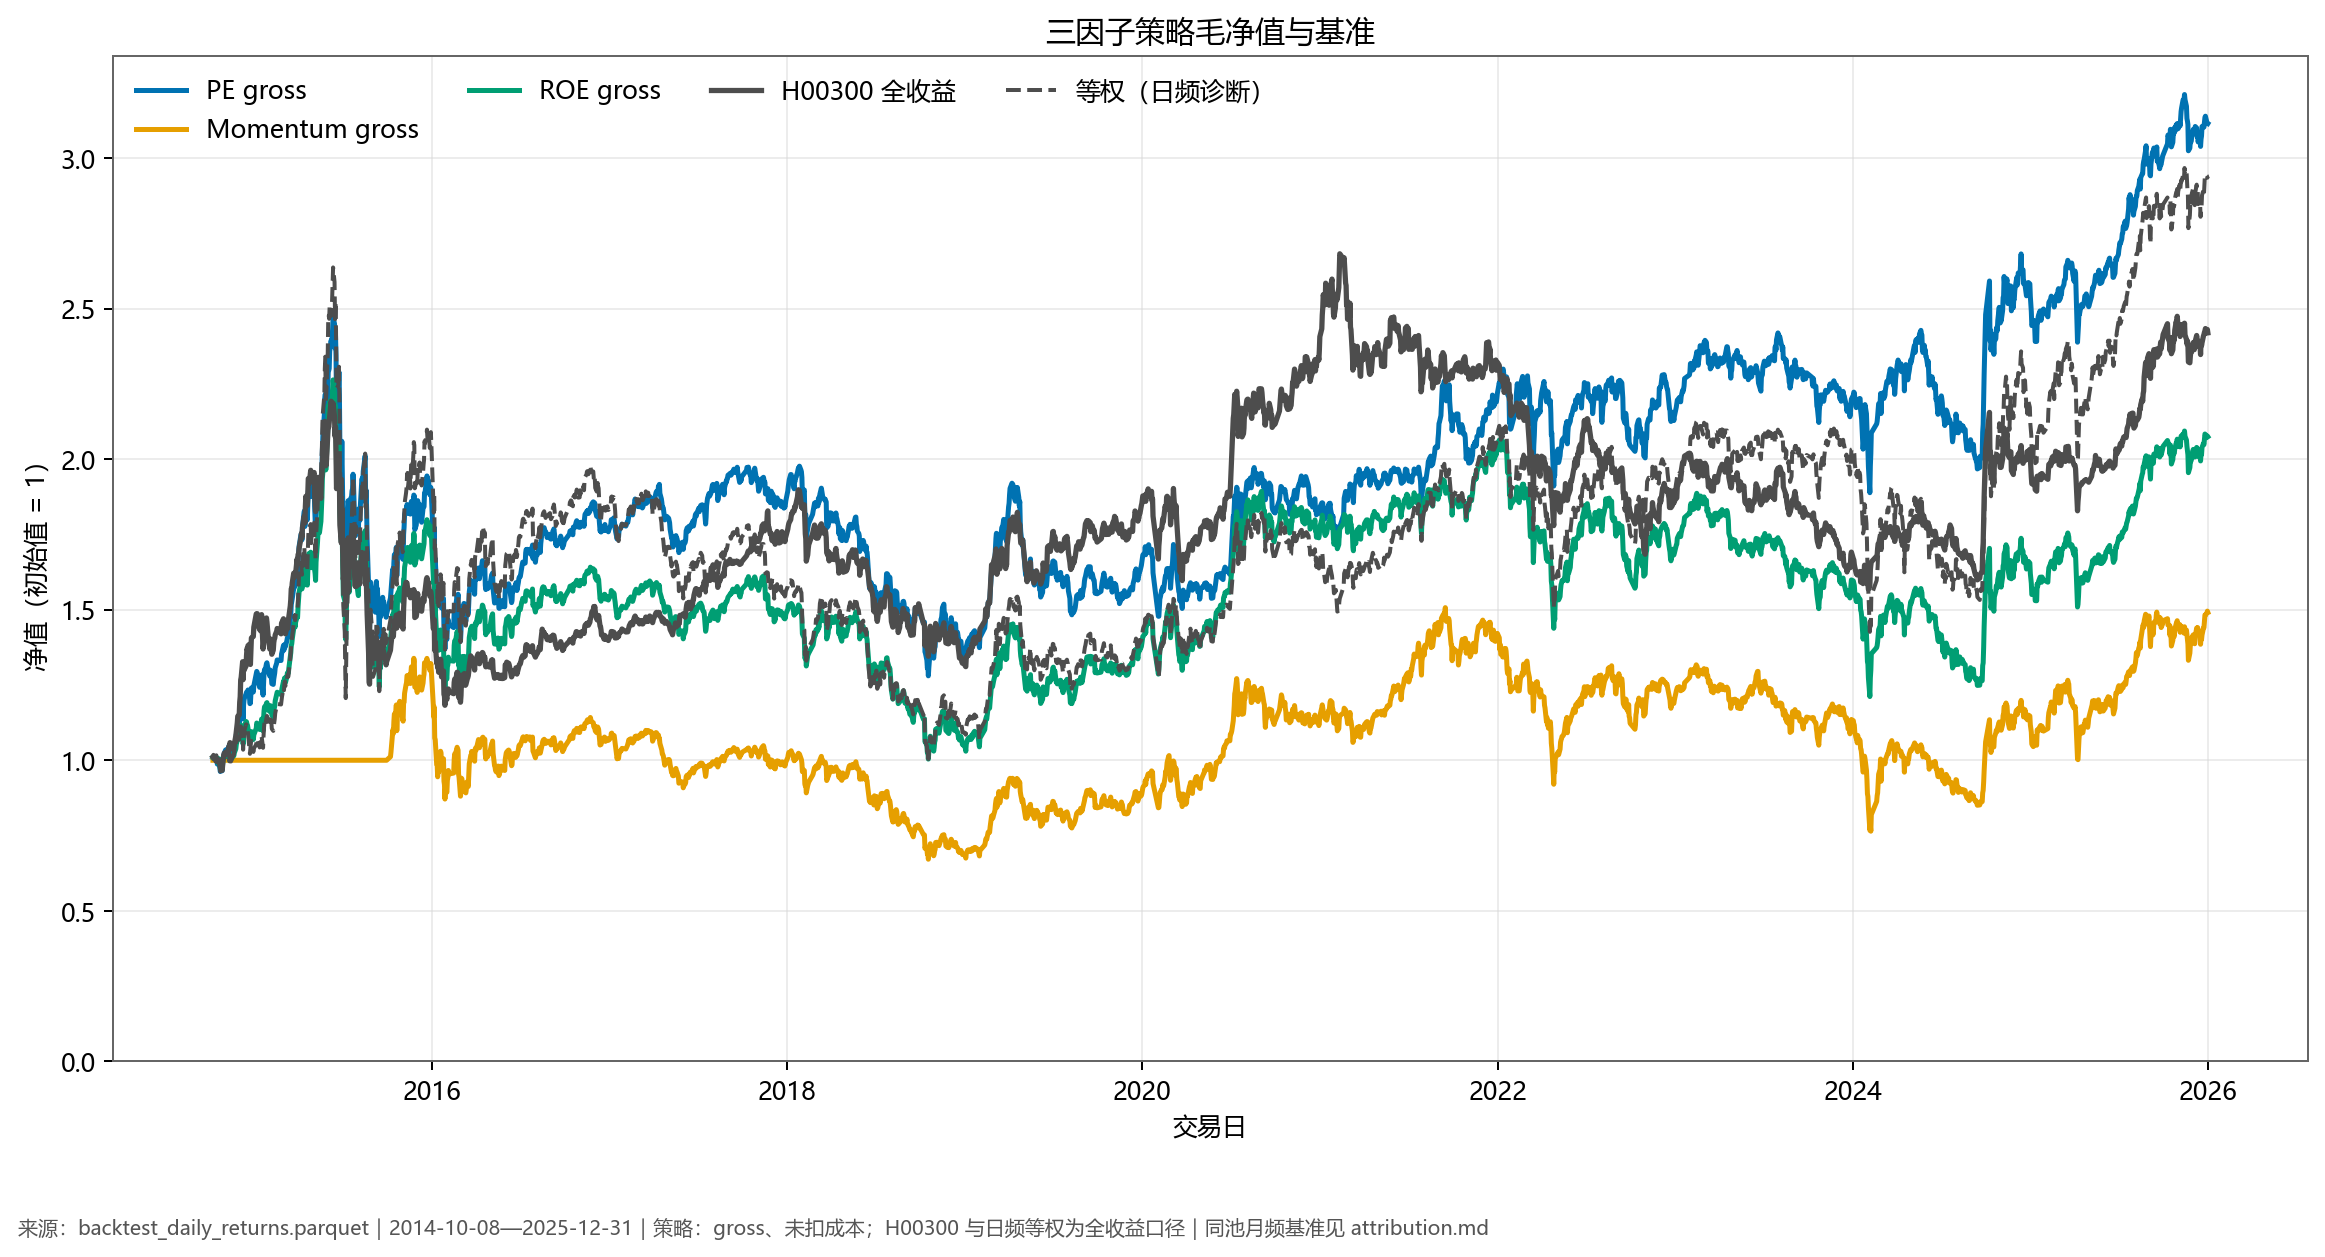 三因子策略毛净值与基准
PE gross
Momentum gross
ROE gross
H00300 全收益
等权（日频诊断）
净值（初始值 = 1）
3.0
2.5
2.0
1.5
1.0
0.5
0.0
2016
2018
2020
2022
2024
2026
交易日
来源：backtest_daily_returns.parquet | 2014-10-08—2025-12-31 | 策略：gross、未扣成本；H00300 与日频等权为全收益口径 | 同池月频基准见 attribution.md